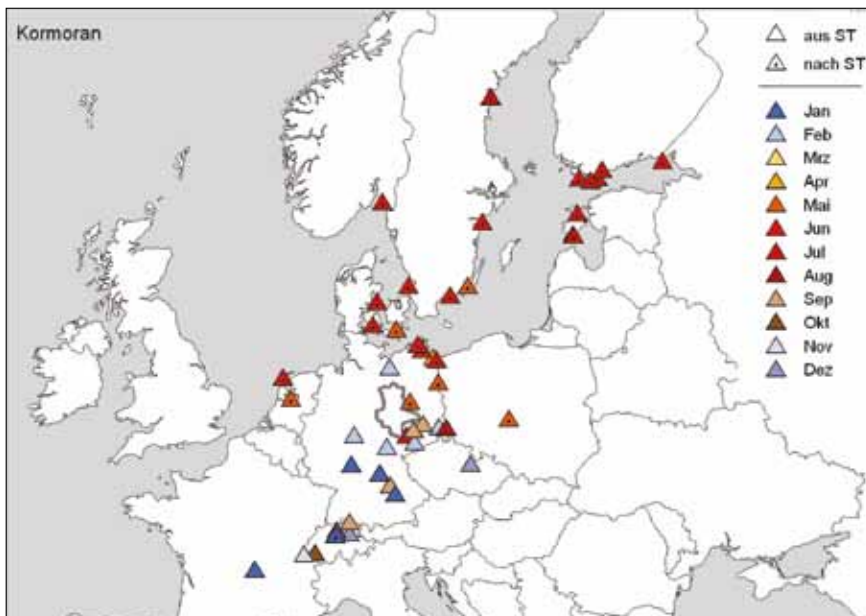 Kormoran
aus ST
nach ST
Jan
Feb
Mrz
Apr
Mai
Jun
Jul
Aug
Sep
Okt
Nov
Dez